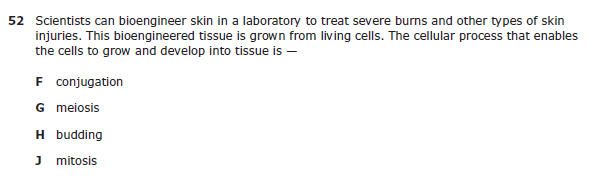 52 Scientists can bioengineer skin in a laboratory to treat severe burns and other types of skin
injuries. This bioengineered tissue is grown from living cells. The cellular process that enables
the cells to grow and develop into tissue is —
F conjugation
G meiosis
H budding
J mitosis